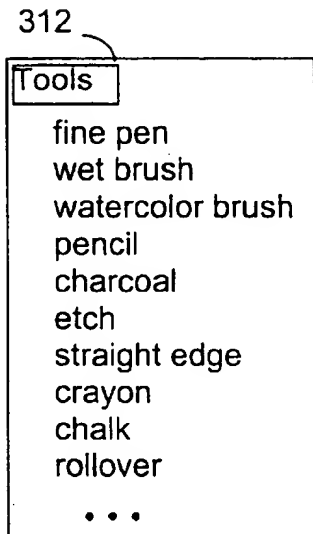 312
Tools
fine pen
wet brush
watercolor brush
pencil
charcoal
etch
straight edge
crayon
chalk
rollover
• • •